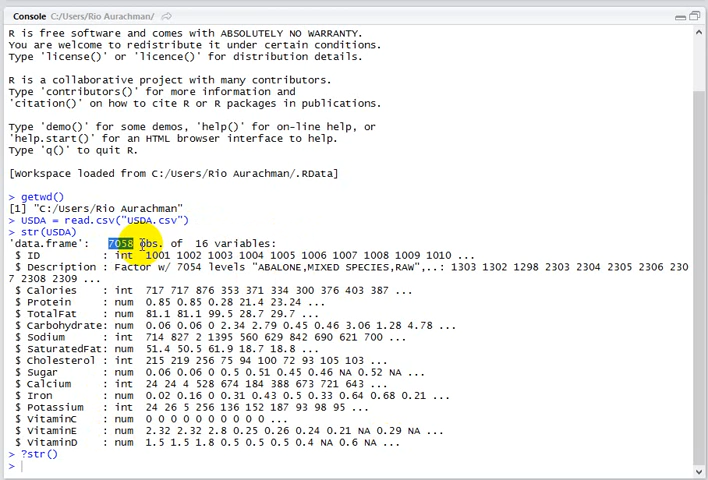 Console C:/Users/Rio Aurachman/
R is free software and comes with ABSOLUTELY NO WARRANTY.
You are welcome to redistribute it under certain conditions.
Type 'license()' or 'licence()' for distribution details.
R is a collaborative project with many contributors.
Type 'contributors()' for more information and
'citation()' on how to cite R or R packages in publications.
Type 'demo()' for some demos, 'help()' for on-line help, or
'help.start()' for an HTML browser interface to help.
Type 'q()' to quit R.
[Workspace loaded from C:/Users/Rio Aurachman/.RData]
> getwd()
[1] "C:/Users/Rio Aurachman"
> USDA = read.csv("USDA.csv")
> str(USDA)
'data.frame': 7058 obs. of 16 variables:
$ ID : int 1001 1002 1003 1004 1005 1006 1007 1008 1009 1010 ...
$ Description : Factor w/ 7054 levels "ABALONE,MIXED SPECIES,RAW",..: 1303 1302 1298 2303 2304 2305 2306 230
7 2308 2309 ...
$ Calories : int 717 717 876 353 371 334 300 376 403 387 ...
$ Protein : num 0.85 0.85 0.28 21.4 23.24 ...
$ TotalFat : num 81.1 81.1 99.5 28.7 29.7 ...
$ Carbohydrate: num 0.06 0.06 0 2.34 2.79 0.45 0.46 3.06 1.28 4.78 ...
$ Sodium : int 714 827 2 1395 560 629 842 690 621 700 ...
$ SaturatedFat: num 51.4 50.5 61.9 18.7 18.8 ...
$ Cholesterol : int 215 219 256 75 94 100 72 93 105 103 ...
$ Sugar : num 0.06 0.06 0 0.5 0.51 0.45 0.46 NA 0.52 NA ...
$ Calcium : int 24 24 4 528 674 184 388 673 721 643 ...
$ Iron : num 0.02 0.16 0 0.31 0.43 0.5 0.33 0.64 0.68 0.21 ...
$ Potassium : int 24 26 5 256 136 152 187 93 98 95 ...
$ VitaminC : num 0 0 0 0 0 0 0 0 0 0 ...
$ VitaminE : num 2.32 2.32 2.8 0.25 0.26 0.24 0.21 NA 0.29 NA ...
$ VitaminD : num 1.5 1.5 1.8 0.5 0.5 0.5 0.4 NA 0.6 NA ...
> ?str()
>